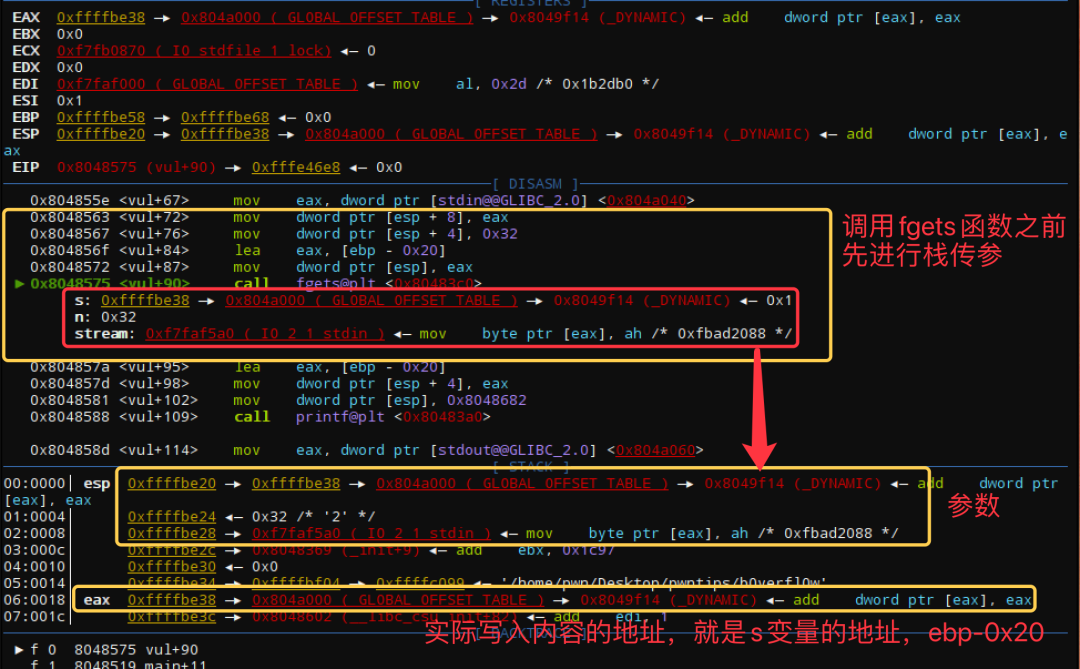 [ REGISTERS ]
EAX 0xffffbe38 → 0x804a000 (_GLOBAL_OFFSET_TABLE_) → 0x8049f14 (_DYNAMIC) ← add dword ptr [eax], eax
EBX 0x0
ECX 0xf7fb0870 (_IO_stdfile_1_lock) ← 0
EDX 0x0
EDI 0xf7faf000 (_GLOBAL_OFFSET_TABLE_) ← mov al, 0x2d /* 0x1b2db0 */
ESI 0x1
EBP 0xffffbe58 → 0xffffbe68 ← 0x0
ESP 0xffffbe20 → 0xffffbe38 → 0x804a000 (_GLOBAL_OFFSET_TABLE_) → 0x8049f14 (_DYNAMIC) ← add dword ptr [eax], e
ax
EIP 0x8048575 (vul+90) → 0xfffe46e8 ← 0x0
[ DISASM ]
0x804855e <vul+67> mov eax, dword ptr [stdin@@GLIBC_2.0] <0x804a040>
0x8048563 <vul+72> mov dword ptr [esp + 8], eax
0x8048567 <vul+76> mov dword ptr [esp + 4], 0x32
0x804856f <vul+84> lea eax, [ebp - 0x20]
0x8048572 <vul+87> mov dword ptr [esp], eax
► 0x8048575 <vul+90> call fgets@plt <0x80483c0>
s: 0xffffbe38 → 0x804a000 (_GLOBAL_OFFSET_TABLE_) → 0x8049f14 (_DYNAMIC) ← 0x1
n: 0x32
stream: 0xf7faf5a0 (_IO_2_1_stdin_) ← mov byte ptr [eax], ah /* 0xfbad2088 */
调用fgets函数之前
先进行栈传参
0x804857a <vul+95> lea eax, [ebp - 0x20]
0x804857d <vul+98> mov dword ptr [esp + 4], eax
0x8048581 <vul+102> mov dword ptr [esp], 0x8048682
0x8048588 <vul+109> call printf@plt <0x80483a0>
0x804858d <vul+114> mov eax, dword ptr [stdout@@GLIBC_2.0] <0x804a060>
[ STACK ]
00:0000│ esp 0xffffbe20 → 0xffffbe38 → 0x804a000 (_GLOBAL_OFFSET_TABLE_) → 0x8049f14 (_DYNAMIC) ← add dword ptr
[eax], eax
01:0004│ 0xffffbe24 ← 0x32 /* '2' */
02:0008│ 0xffffbe28 → 0xf7faf5a0 (_IO_2_1_stdin_) ← mov byte ptr [eax], ah /* 0xfbad2088 */
参数
03:000c│ 0xffffbe2c → 0x8048369 (_init+9) ← add ebx, 0x1c97
04:0010│ 0xffffbe30 ← 0x0
05:0014│ 0xffffbe34 → 0xffffbf04 → 0xffffc099 ← '/home/pwn/Desktop/pwntips/b0verfl0w'
06:0018│ eax 0xffffbe38 → 0x804a000 (_GLOBAL_OFFSET_TABLE_) → 0x8049f14 (_DYNAMIC) ← add dword ptr [eax], eax
07:001c│ 0xffffbe3c → 0x8048602 (__libc_csu_init+82) ← add edi, 1
实际写入内容的地址，就是s变量的地址，ebp-0x20
[ BACKTRACE ]
► f 0 8048575 vul+90
f 1 8048519 main+11